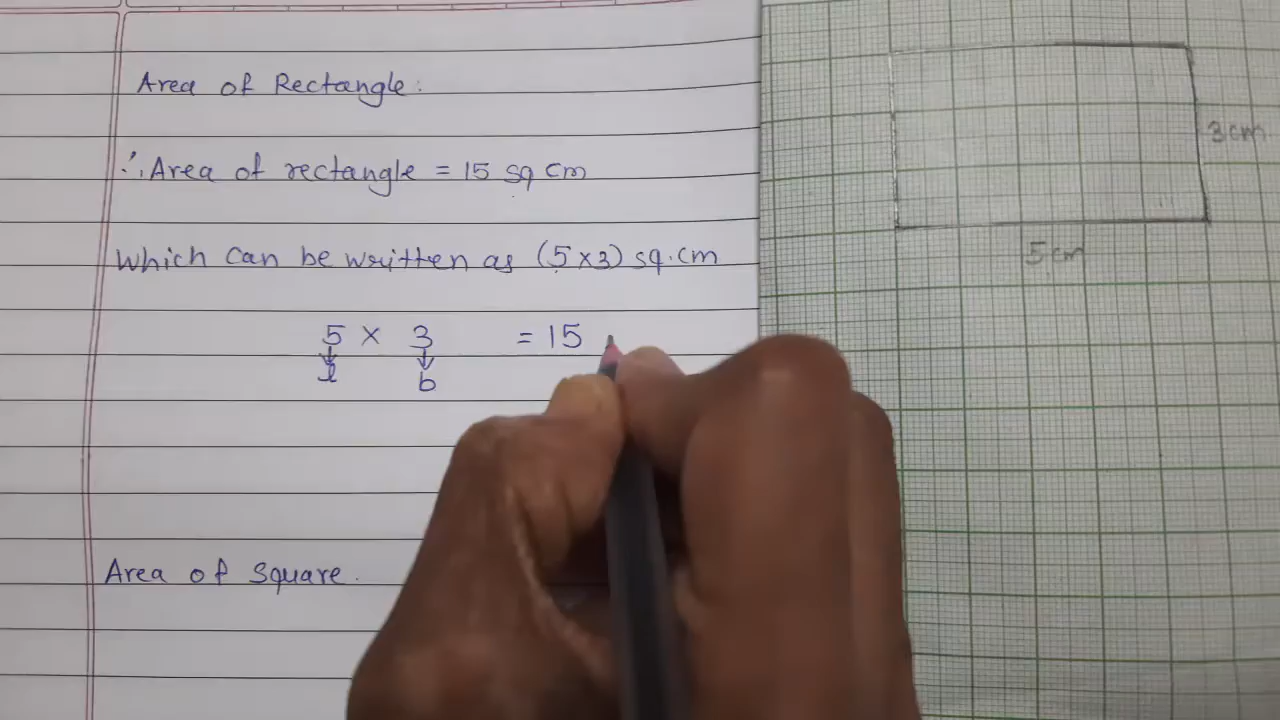 Area of Rectangle:
∴ Area of rectangle = 15 sq cm
Which can be written as (5×3) sq.cm
5 × 3 = 15
l b
Area of Square.
3cm
5cm